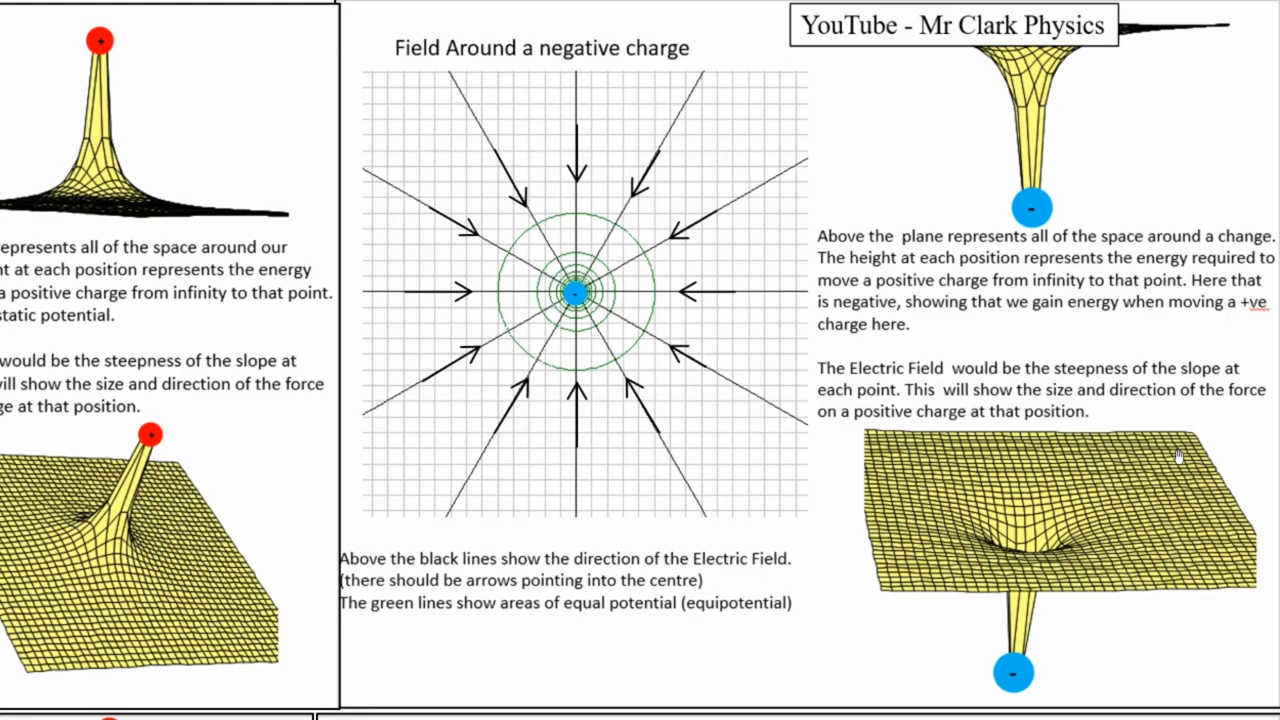 YouTube - Mr Clark Physics
Field Around a negative charge
+
-
-
epresents all of the space around our
t at each position represents the energy
a positive charge from infinity to that point.
tatic potential.
would be the steepness of the slope at
ill show the size and direction of the force
ge at that position.
+
Above the black lines show the direction of the Electric Field.
(there should be arrows pointing into the centre)
The green lines show areas of equal potential (equipotential)
Above the plane represents all of the space around a change.
The height at each position represents the energy required to
move a positive charge from infinity to that point. Here that
is negative, showing that we gain energy when moving a +ve
charge here.
The Electric Field would be the steepness of the slope at
each point. This will show the size and direction of the force
on a positive charge at that position.
-